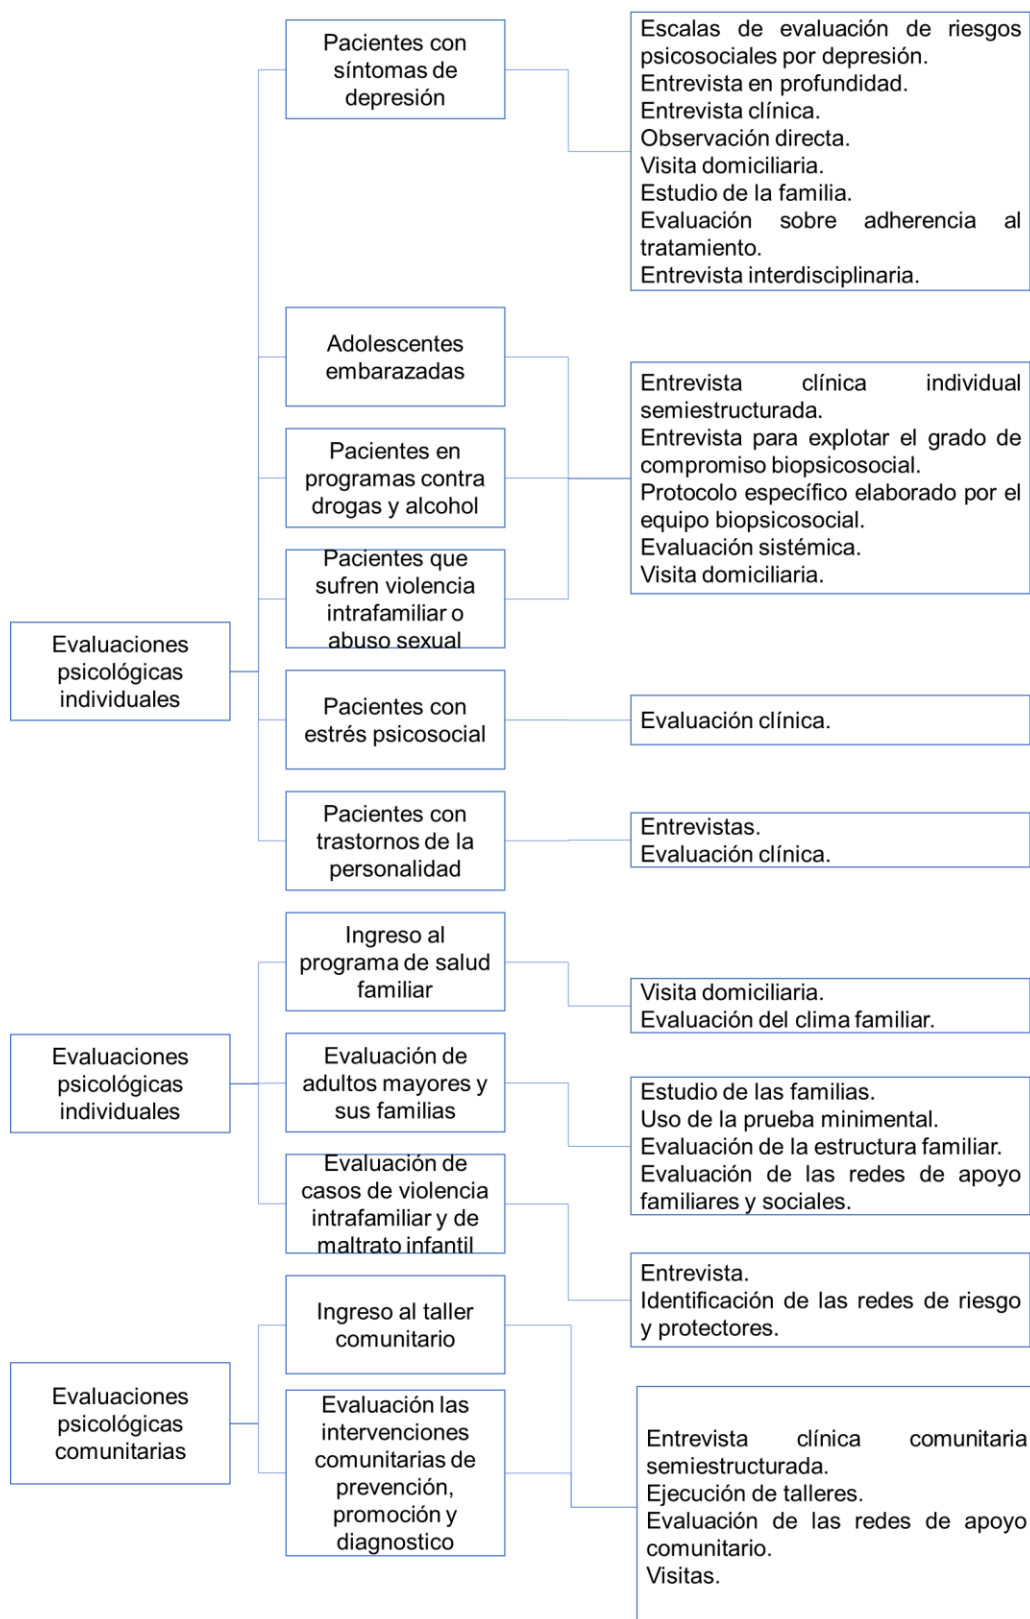 Pacientes con
síntomas de
depresión
Escalas de evaluación de riesgos
psicosociales por depresión.
Entrevista en profundidad.
Entrevista clínica.
Observación directa.
Visita domiciliaria.
Estudio de la familia.
Evaluación sobre adherencia al
tratamiento.
Entrevista interdisciplinaria.
Adolescentes
embarazadas
Pacientes en
programas contra
drogas y alcohol
Pacientes que
sufren violencia
intrafamiliar o
abuso sexual
Entrevista clínica individual
semiestructurada.
Entrevista para explotar el grado de
compromiso biopsicosocial.
Protocolo específico elaborado por el
equipo biopsicosocial.
Evaluación sistémica.
Visita domiciliaria.
Evaluaciones
psicológicas
individuales
Pacientes con
estrés psicosocial
Evaluación clínica.
Pacientes con
trastornos de la
personalidad
Entrevistas.
Evaluación clínica.
Ingreso al
programa de salud
familiar
Visita domiciliaria.
Evaluación del clima familiar.
Evaluaciones
psicológicas
individuales
Evaluación de
adultos mayores y
sus familias
Estudio de las familias.
Uso de la prueba minimental.
Evaluación de la estructura familiar.
Evaluación de las redes de apoyo
familiares y sociales.
Evaluación de
casos de violencia
intrafamiliar y de
maltrato infantil
Entrevista.
Identificación de las redes de riesgo
y protectores.
Ingreso al taller
comunitario
Evaluaciones
psicológicas
comunitarias
Evaluación las
intervenciones
comunitarias de
prevención,
promoción y
diagnostico
Entrevista clínica comunitaria
semiestructurada.
Ejecución de talleres.
Evaluación de las redes de apoyo
comunitario.
Visitas.